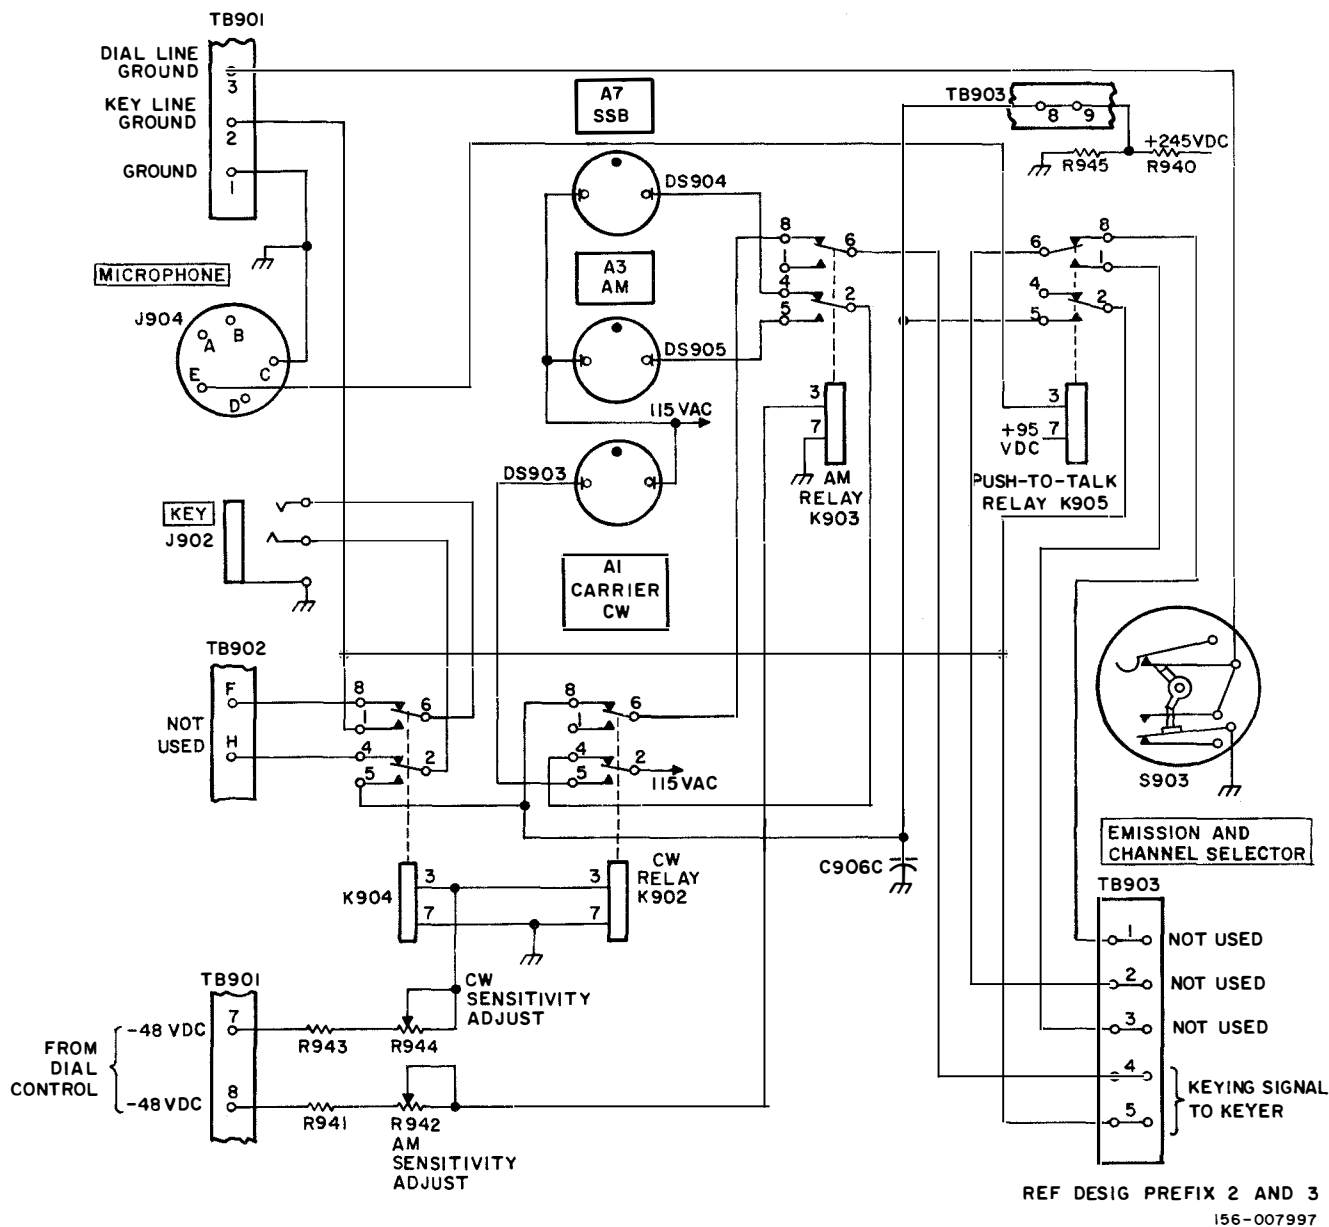 TB901
DIAL LINE
GROUND
3
KEY LINE
GROUND
2
GROUND
1
MICROPHONE
J904
A
B
C
D
E
KEY
J902
TB902
F
H
NOT
USED
A7
SSB
DS904
A3
AM
DS905
115VAC
DS903
A1
CARRIER
CW
8
1
4
5
6
2
3
7
AM
RELAY
K903
TB903
8
9
+245VDC
R945
R940
6
4
5
8
1
2
3
+95
VDC
7
PUSH-TO-TALK
RELAY K905
8
1
4
5
6
2
8
1
4
5
6
2
115VAC
S903
K904
3
7
3
7
CW
RELAY
K902
C906C
EMISSION AND
CHANNEL SELECTOR
TB903
1 NOT USED
2 NOT USED
3 NOT USED
4
5
KEYING SIGNAL
TO KEYER
TB901
FROM
DIAL
CONTROL
-48 VDC
7
R943
R944
CW
SENSITIVITY
ADJUST
-48VDC
8
R941
R942
AM
SENSITIVITY
ADJUST
REF DESIG PREFIX 2 AND 3
156-007997